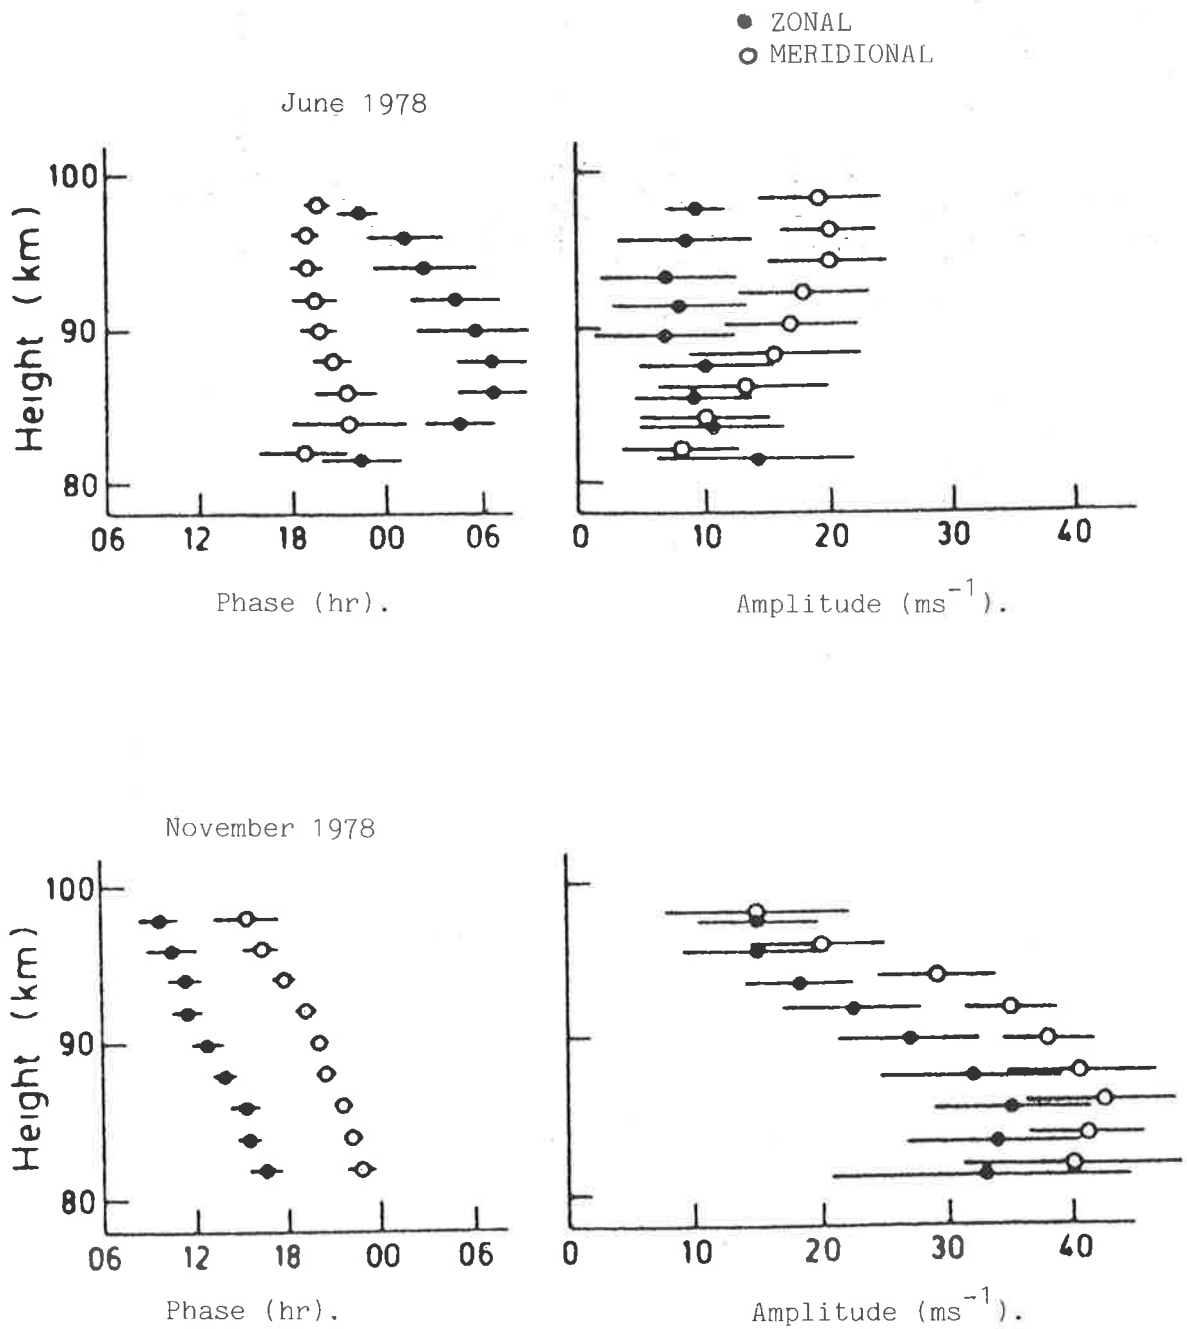 ZONAL
MERIDIONAL
June 1978
100
90
80
Height (km)
06 12 18 00 06
Phase (hr).
0 10 20 30 40
Amplitude (ms⁻¹).
November 1978
100
90
80
Height (km)
06 12 18 00 06
Phase (hr).
0 10 20 30 40
Amplitude (ms⁻¹).